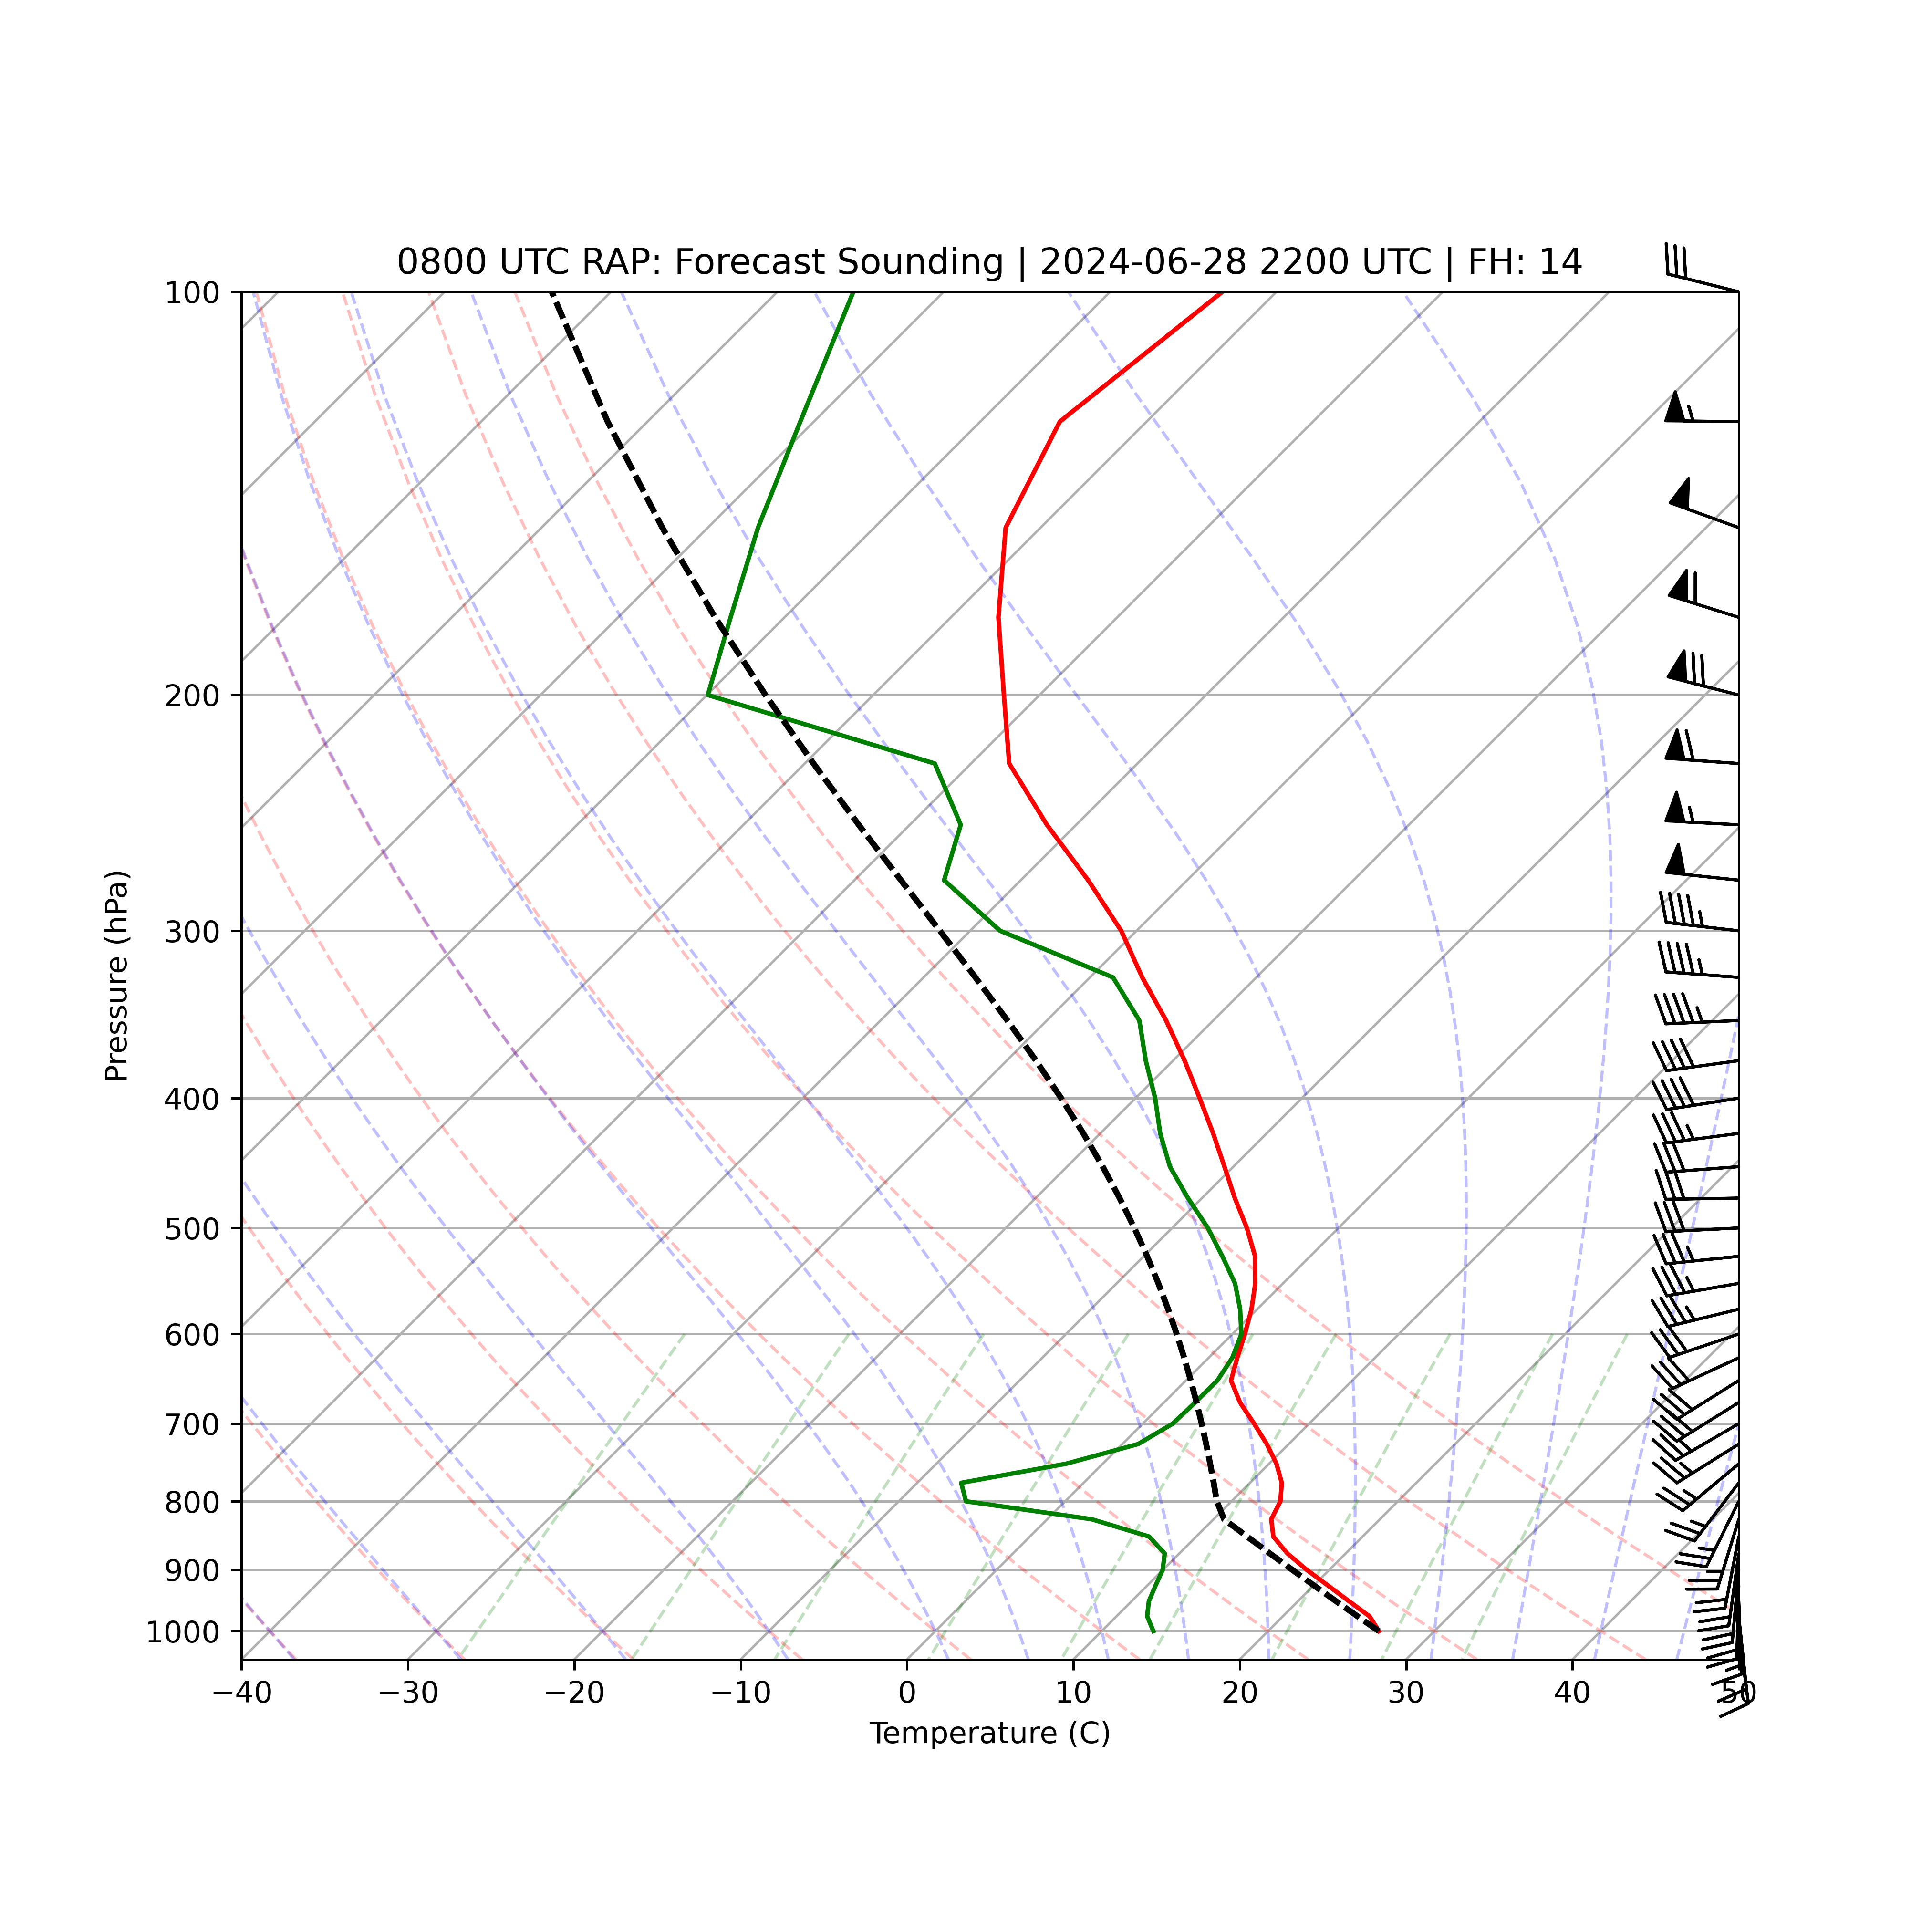 0800 UTC RAP: Forecast Sounding | 2024-06-28 2200 UTC | FH: 14
100
200
300
400
500
600
700
800
900
1000
Pressure (hPa)
−40 −30 −20 −10 0 10 20 30 40 50
Temperature (C)